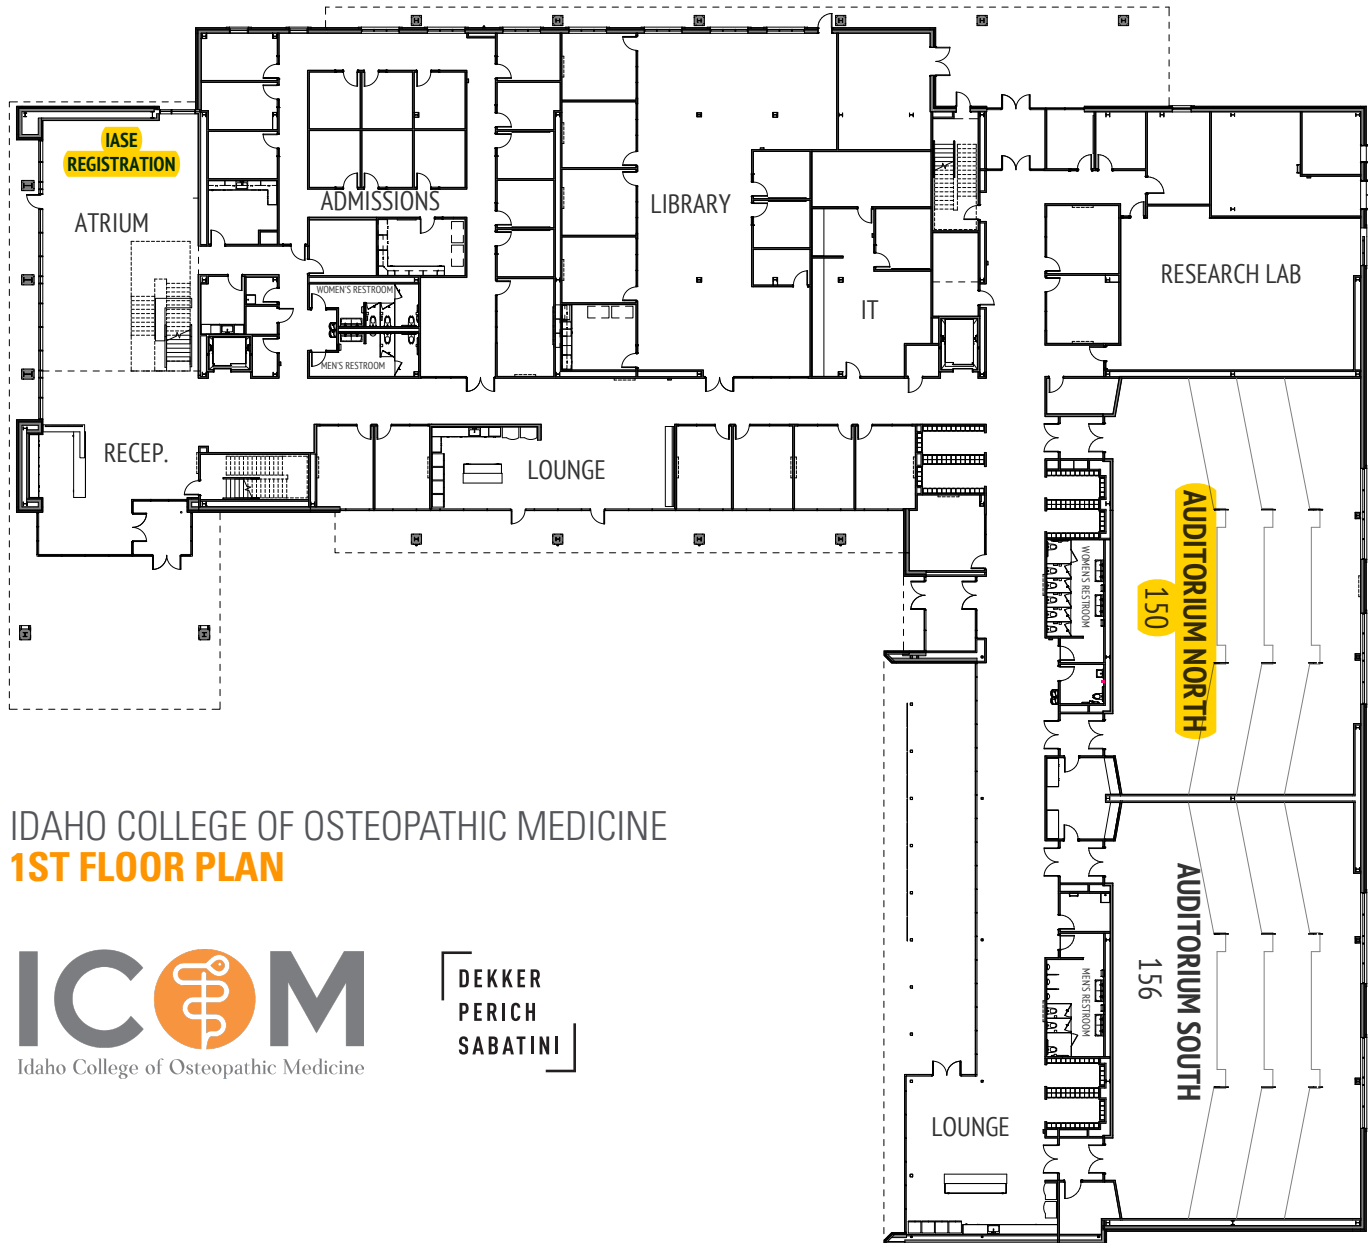 IASE
REGISTRATION
ATRIUM
ADMISSIONS
LIBRARY
RESEARCH LAB
IT
WOMEN'S RESTROOM
MEN'S RESTROOM
RECEP.
LOUNGE
AUDITORIUM NORTH
150
WOMEN'S RESTROOM
IDAHO COLLEGE OF OSTEOPATHIC MEDICINE
1ST FLOOR PLAN
AUDITORIUM SOUTH
156
MEN'S RESTROOM
LOUNGE
ICOM
Idaho College of Osteopathic Medicine
DEKKER
PERICH
SABATINI